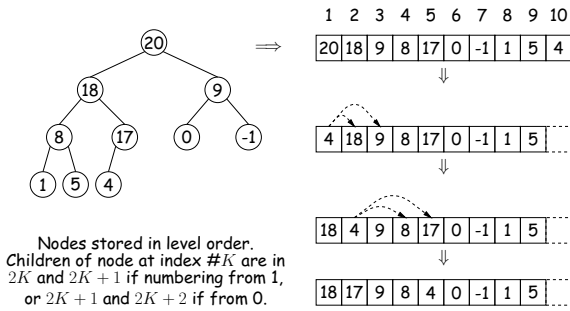 20
18
9
8
17
0
-1
1
5
4
⟹
1 2 3 4 5 6 7 8 9 10
20 18 9 8 17 0 -1 1 5 4
⇓
4 18 9 8 17 0 -1 1 5
⇓
18 4 9 8 17 0 -1 1 5
⇓
18 17 9 8 4 0 -1 1 5
Nodes stored in level order.
Children of node at index #K are in
2K and 2K + 1 if numbering from 1,
or 2K + 1 and 2K + 2 if from 0.